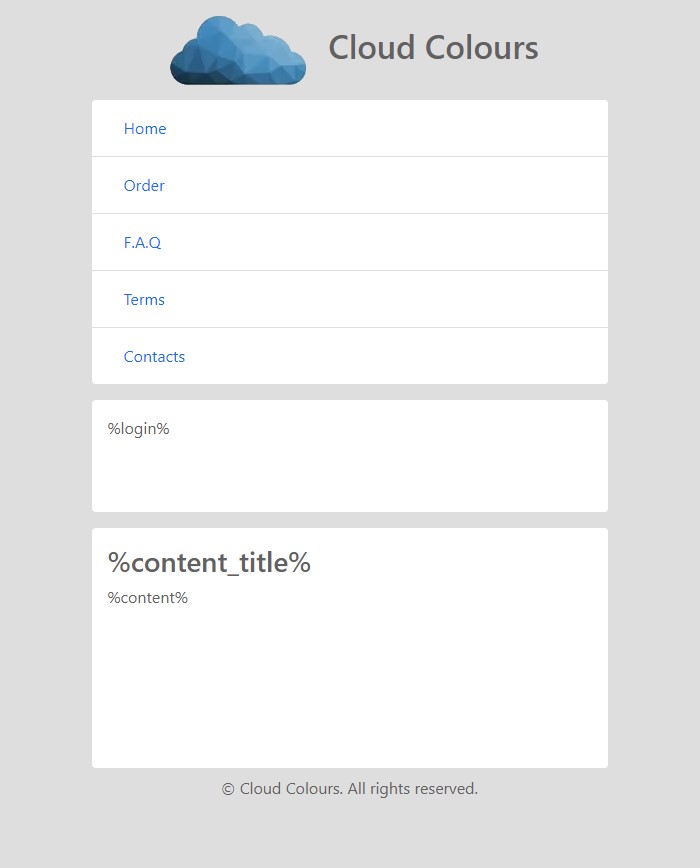 Cloud Colours
Home
Order
F.A.Q
Terms
Contacts
%login%
%content_title%
%content%
© Cloud Colours. All rights reserved.